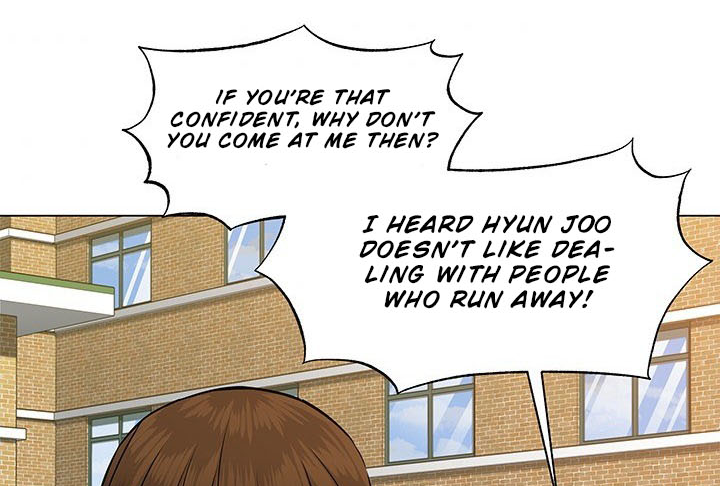 IF YOU'RE THAT
CONFIDENT, WHY DON'T
YOU COME AT ME THEN?
I HEARD HYUN JOO
DOESN'T LIKE DEA-
LING WITH PEOPLE
WHO RUN AWAY!